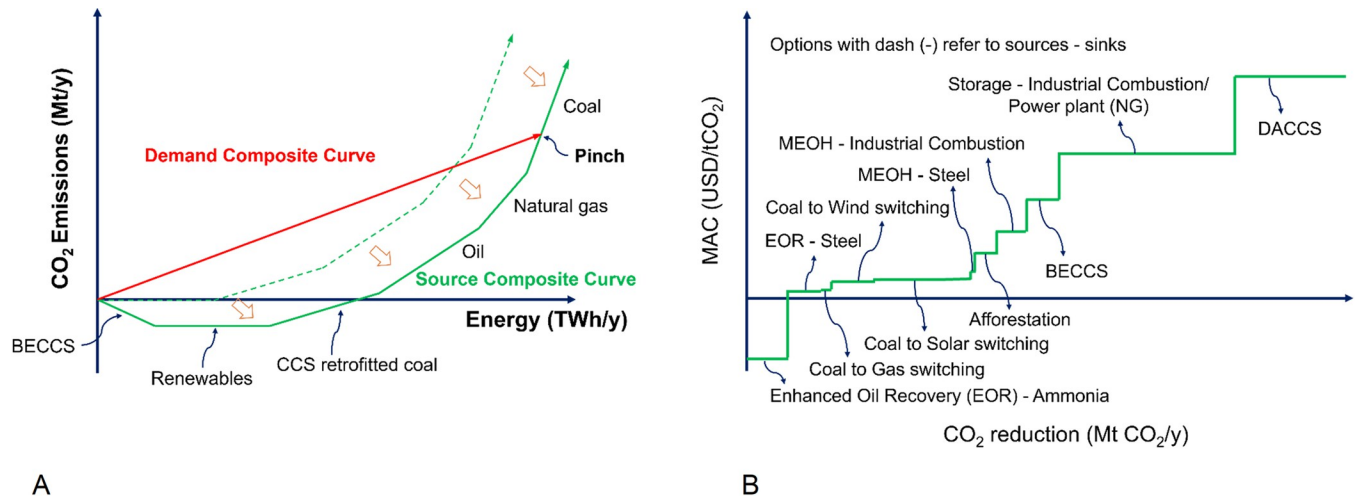 CO2 Emissions (Mt/y)
Demand Composite Curve
Coal
Pinch
Natural gas
Oil
Source Composite Curve
Energy (TWh/y)
BECCS
Renewables
CCS retrofitted coal
A
MAC (USD/tCO2)
Options with dash (-) refer to sources - sinks
Storage - Industrial Combustion/
Power plant (NG)
DACCS
MEOH - Industrial Combustion
MEOH - Steel
Coal to Wind switching
EOR - Steel
BECCS
Afforestation
Coal to Solar switching
Coal to Gas switching
Enhanced Oil Recovery (EOR) - Ammonia
CO2 reduction (Mt CO2/y)
B